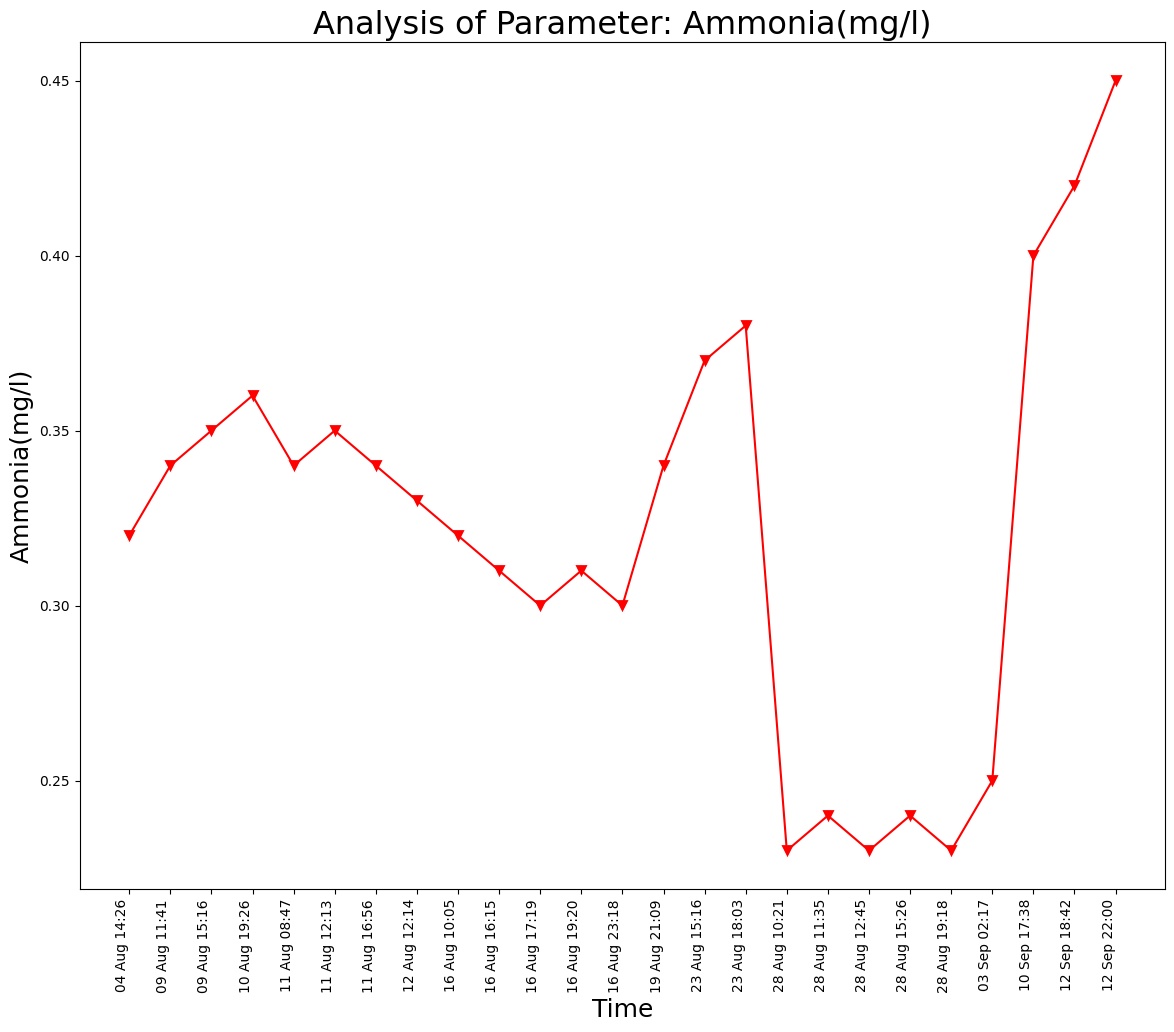 Analysis of Parameter: Ammonia(mg/l)
Ammonia(mg/l)
0.45
0.40
0.35
0.30
0.25
04 Aug 14:26
09 Aug 11:41
09 Aug 15:16
10 Aug 19:26
11 Aug 08:47
11 Aug 12:13
11 Aug 16:56
12 Aug 12:14
16 Aug 10:05
16 Aug 16:15
16 Aug 17:19
16 Aug 19:20
16 Aug 23:18
19 Aug 21:09
23 Aug 15:16
23 Aug 18:03
28 Aug 10:21
28 Aug 11:35
28 Aug 12:45
28 Aug 15:26
28 Aug 19:18
03 Sep 02:17
10 Sep 17:38
12 Sep 18:42
12 Sep 22:00
Time